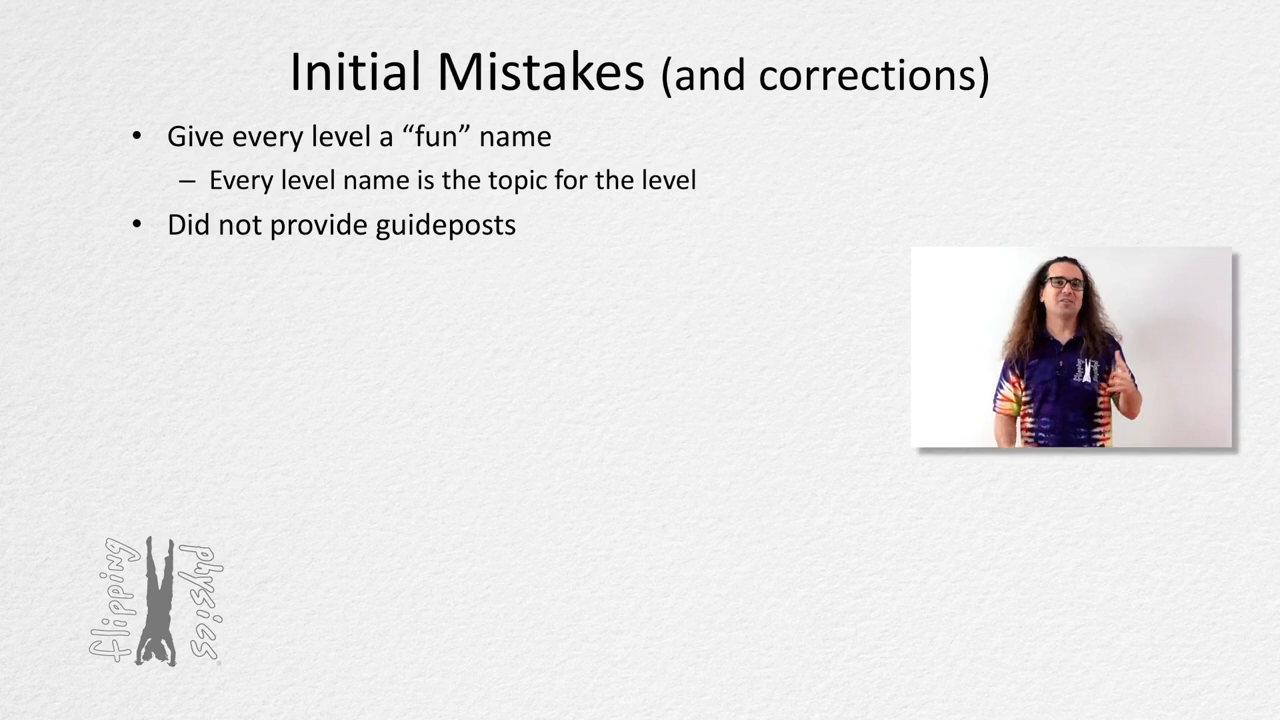 Initial Mistakes (and corrections)
• Give every level a “fun” name
– Every level name is the topic for the level
• Did not provide guideposts
flipping physics®